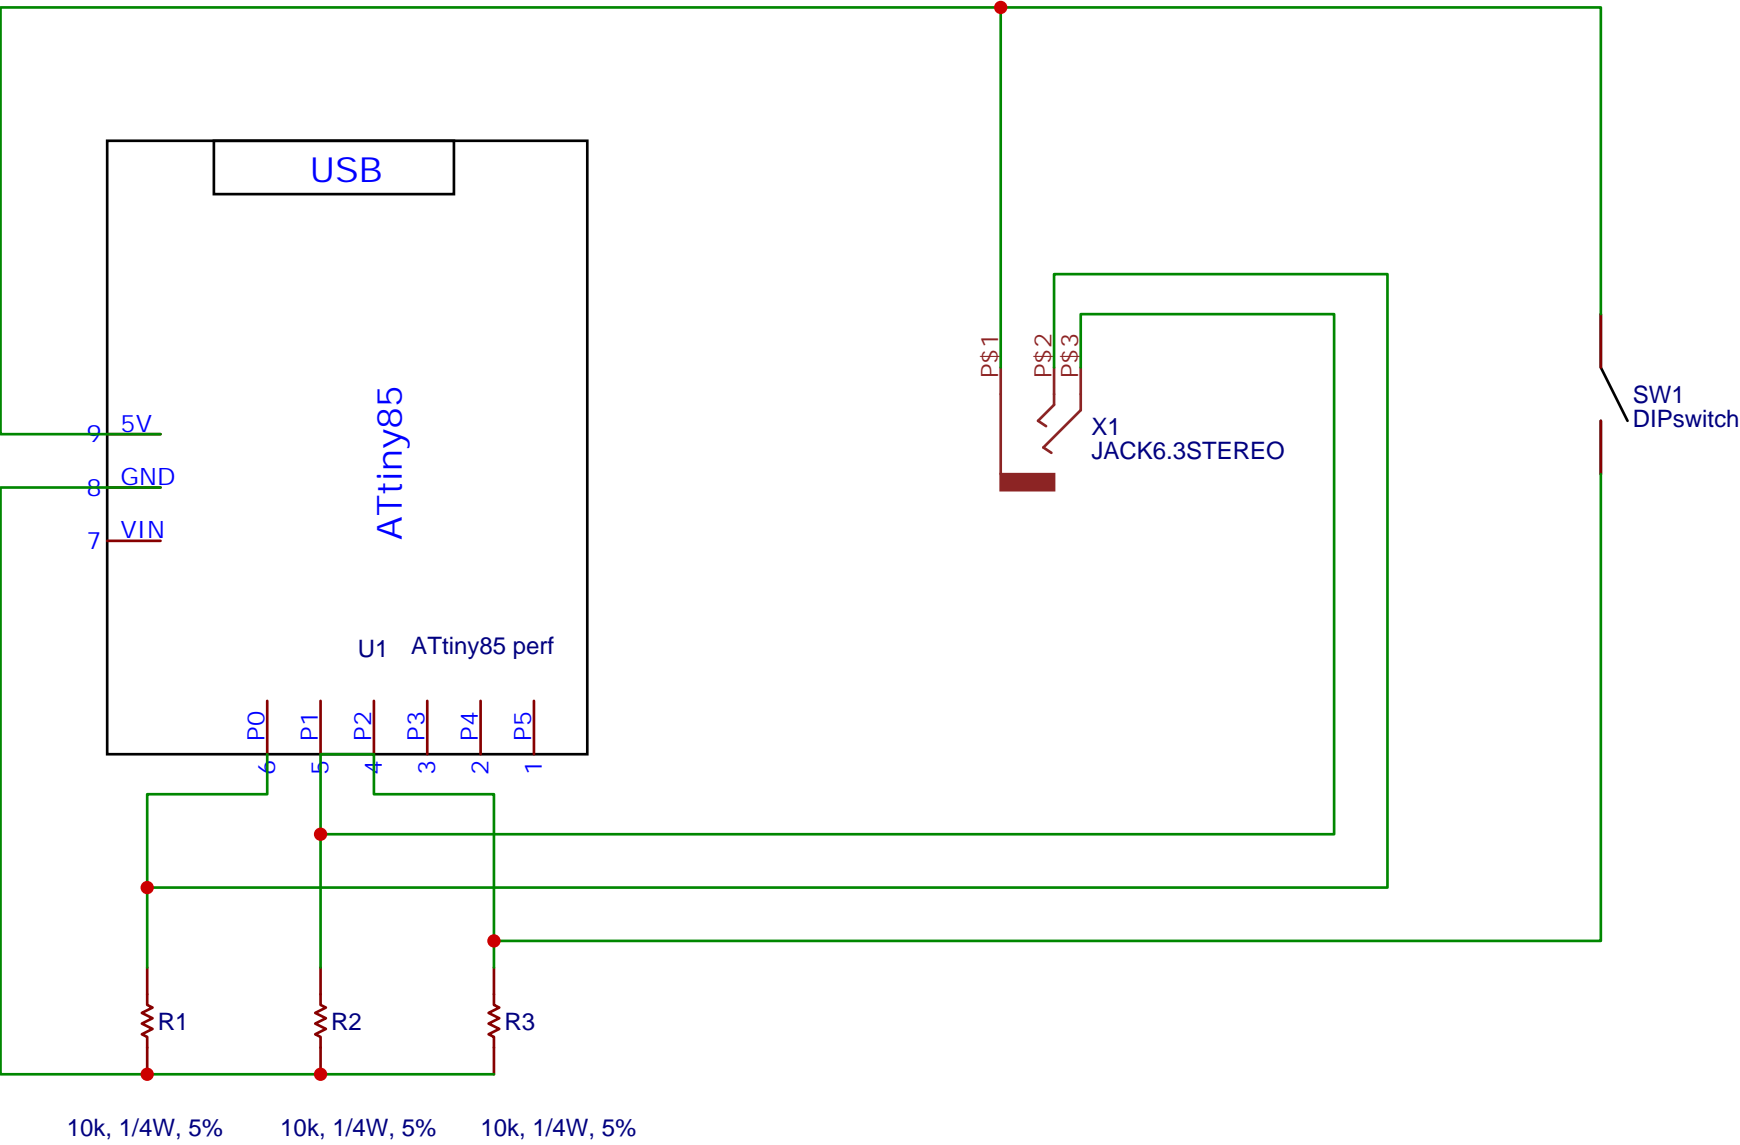 USB
ATtiny85
9 5V
8 GND
7 VIN
U1 ATtiny85 perf
P0 P1 P2 P3 P4 P5
6 5 4 3 2 1
P$1 P$2 P$3
X1
JACK6.3STEREO
SW1
DIPswitch
R1 R2 R3
10k, 1/4W, 5% 10k, 1/4W, 5% 10k, 1/4W, 5%